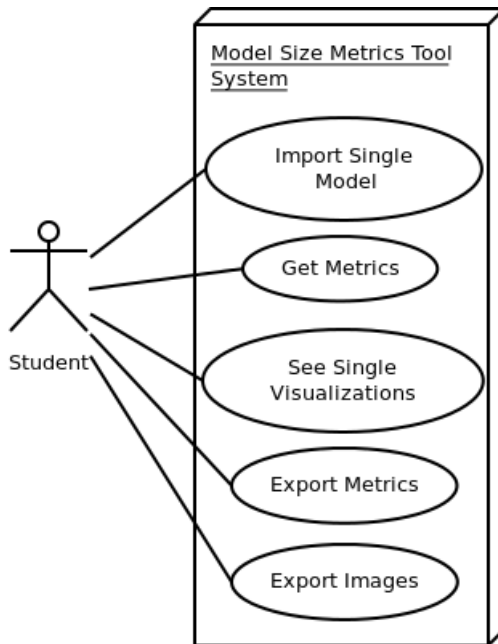 Model Size Metrics Tool
System
Import Single
Model
Get Metrics
Student
See Single
Visualizations
Export Metrics
Export Images